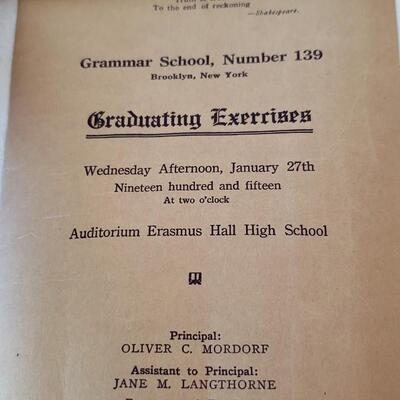 To the end of reckoning
—Shakespeare.
Grammar School, Number 139
Brooklyn, New York
Graduating Exercises
Wednesday Afternoon, January 27th
Nineteen hundred and fifteen
At two o'clock
Auditorium Erasmus Hall High School
Principal:
OLIVER C. MORDORF
Assistant to Principal:
JANE M. LANGTHORNE